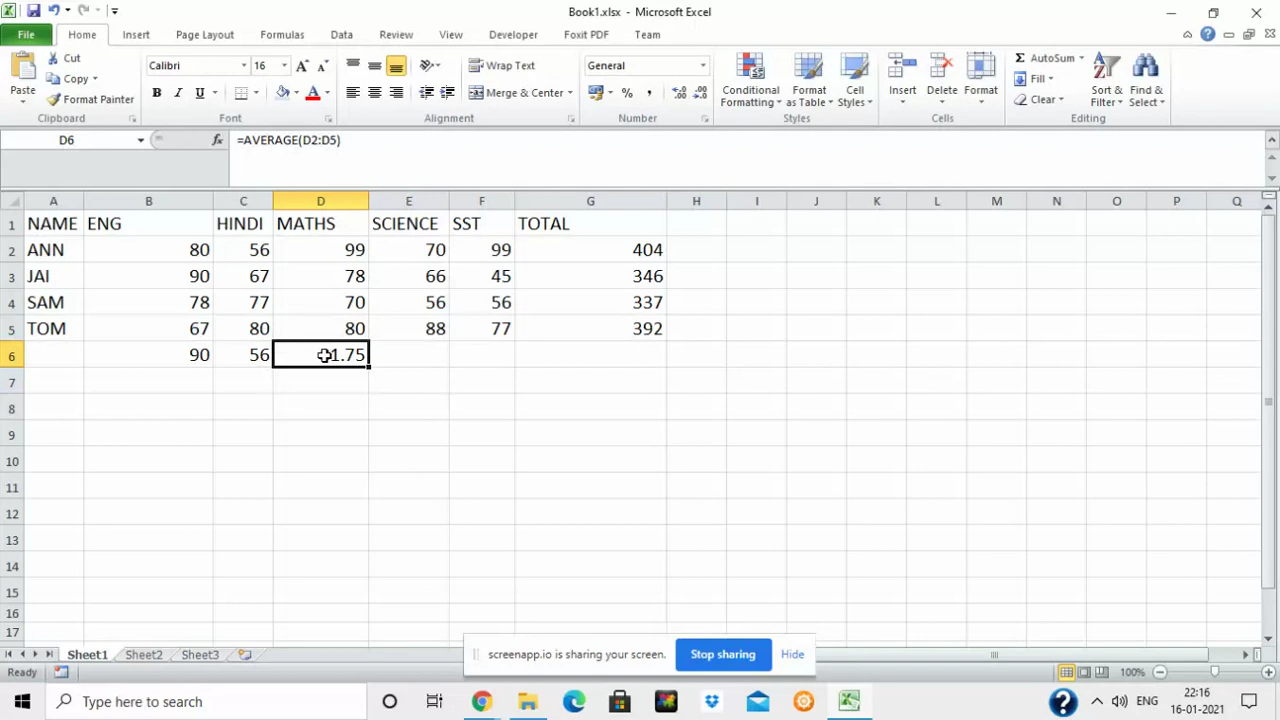 Book1.xlsx - Microsoft Excel
File Home Insert Page Layout Formulas Data Review View Developer Foxit PDF Team
Paste Cut Copy Format Painter Clipboard
Calibri 16 B I U A Font
Wrap Text Merge & Center Alignment
General % , Number
Conditional Formatting Format as Table Cell Styles Styles
Insert Delete Format Cells
Σ AutoSum Fill Clear Sort & Filter Find & Select Editing
D6 fx =AVERAGE(D2:D5)
A B C D E F G H I J K L M N O P Q
1 NAME ENG HINDI MATHS SCIENCE SST TOTAL
2 ANN 80 56 99 70 99 404
3 JAI 90 67 78 66 45 346
4 SAM 78 77 70 56 56 337
5 TOM 67 80 80 88 77 392
6 90 56 1.75
7
8
9
10
11
12
13
14
15
16
17
screenapp.io is sharing your screen. Stop sharing Hide
Sheet1 Sheet2 Sheet3
Ready 100%
Type here to search ENG 22:16
16-01-2021